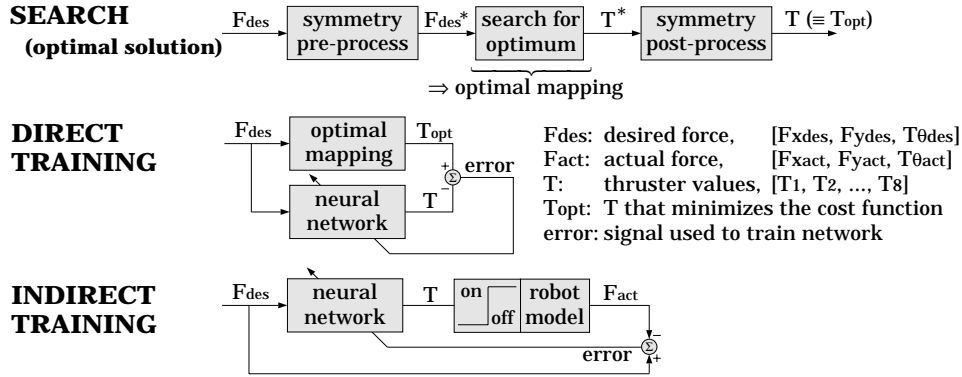 SEARCH
(optimal solution)
Fdes
symmetry
pre-process
Fdes*
search for
optimum
T*
symmetry
post-process
T (≡ Topt)
⇒ optimal mapping
DIRECT
TRAINING
Fdes
optimal
mapping
Topt
+
Σ
−
error
neural
network
T
Fdes: desired force, [Fxdes, Fydes, Tθdes]
Fact: actual force, [Fxact, Fyact, Tθact]
T: thruster values, [T1, T2, ..., T8]
Topt: T that minimizes the cost function
error: signal used to train network
INDIRECT
TRAINING
Fdes
neural
network
T
on
off
robot
model
Fact
−
Σ
+
error